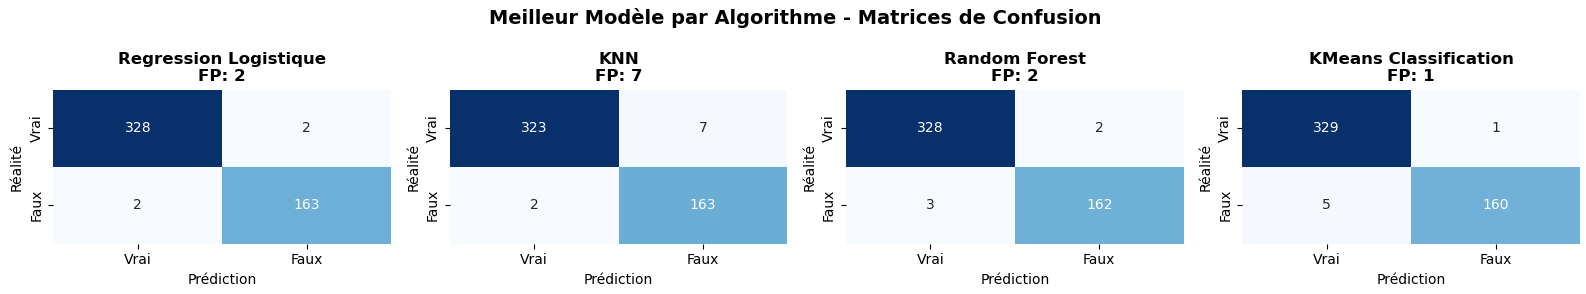 Meilleur Modèle par Algorithme - Matrices de Confusion
Regression Logistique
FP: 2
Réalité
Vrai
328
2
Faux
2
163
Vrai
Faux
Prédiction
KNN
FP: 7
Réalité
Vrai
323
7
Faux
2
163
Vrai
Faux
Prédiction
Random Forest
FP: 2
Réalité
Vrai
328
2
Faux
3
162
Vrai
Faux
Prédiction
KMeans Classification
FP: 1
Réalité
Vrai
329
1
Faux
5
160
Vrai
Faux
Prédiction